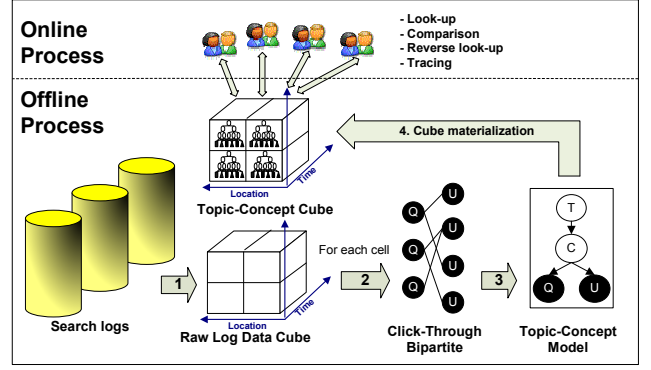 Online
Process
- Look-up
- Comparison
- Reverse look-up
- Tracing
Offline
Process
4. Cube materialization
Location
Time
Topic-Concept Cube
Search logs
1
Location
Time
Raw Log Data Cube
For each cell
2
Q
Q
Q
U
U
U
U
Click-Through
Bipartite
3
T
C
Q
U
Topic-Concept
Model